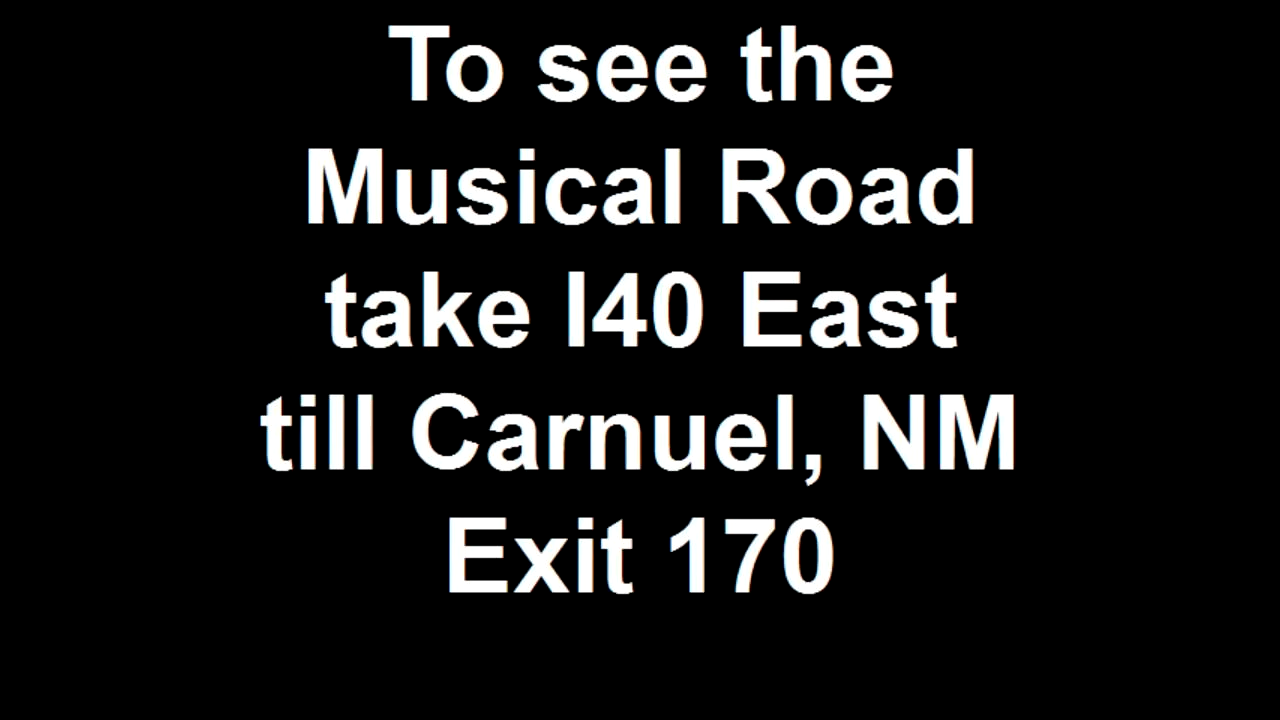 To see the
Musical Road
take I40 East
till Carnuel, NM
Exit 170